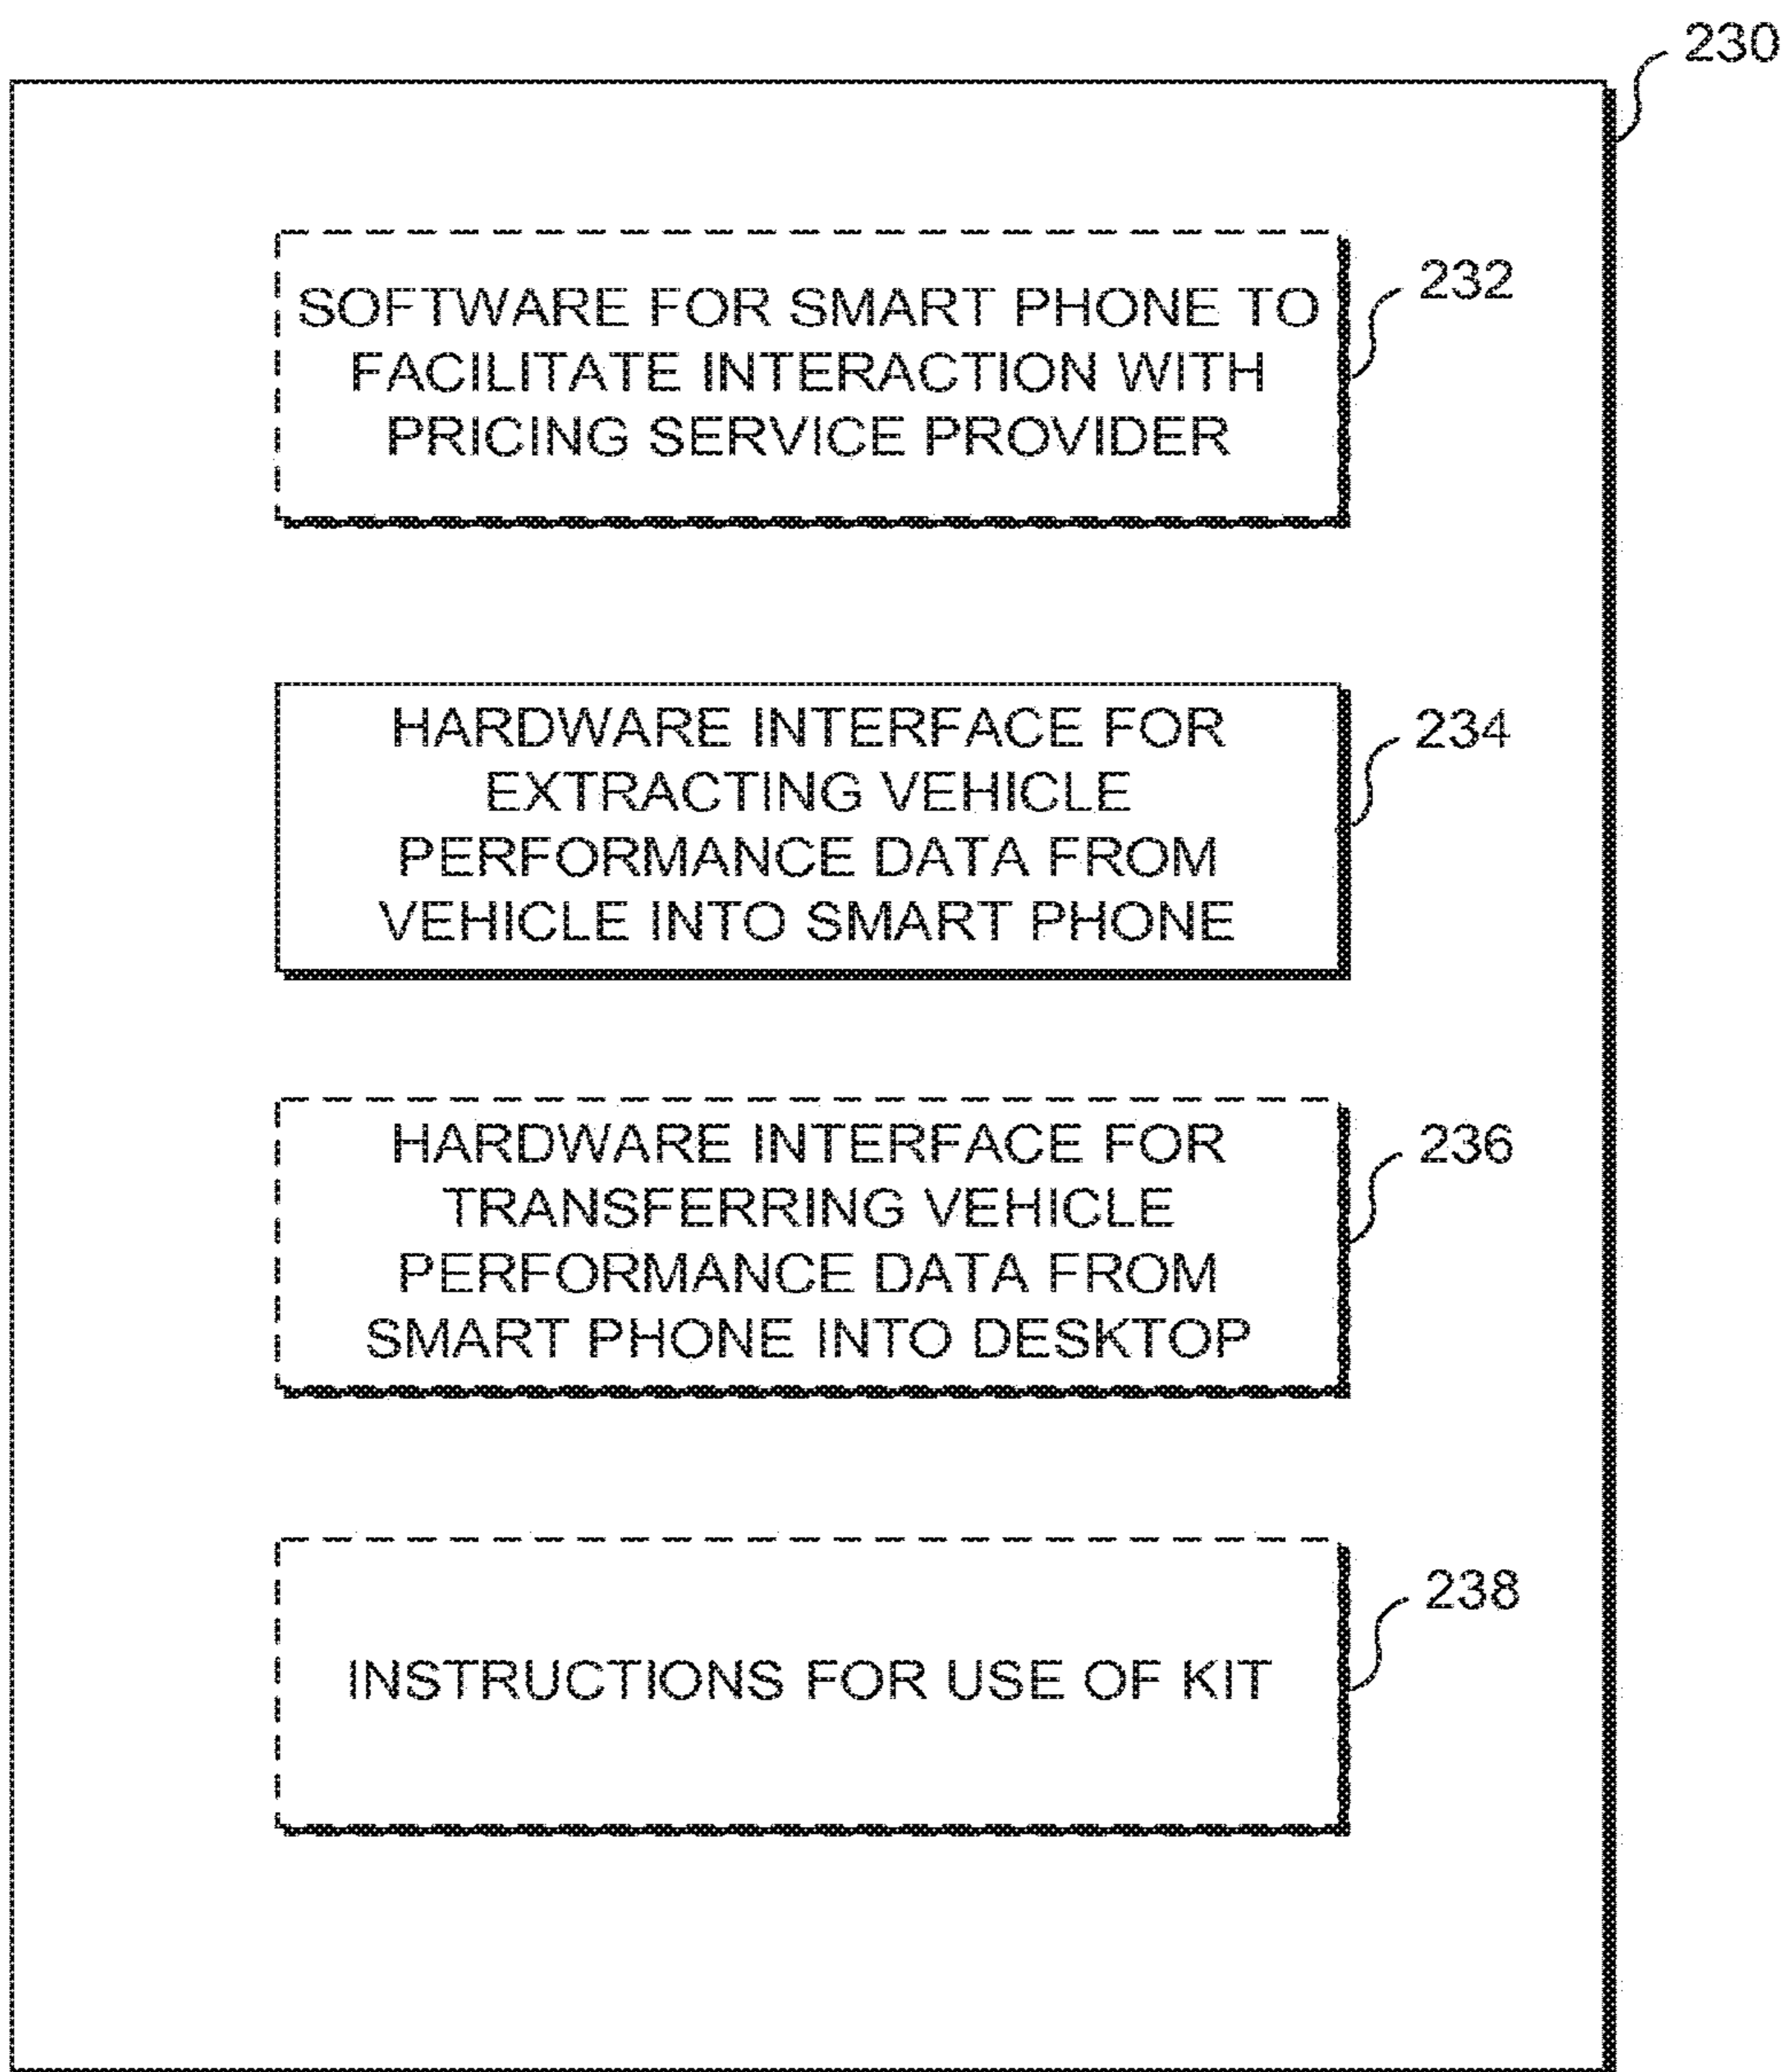 230
SOFTWARE FOR SMART PHONE TO
FACILITATE INTERACTION WITH
PRICING SERVICE PROVIDER
232
HARDWARE INTERFACE FOR
EXTRACTING VEHICLE
PERFORMANCE DATA FROM
VEHICLE INTO SMART PHONE
234
HARDWARE INTERFACE FOR
TRANSFERRING VEHICLE
PERFORMANCE DATA FROM
SMART PHONE INTO DESKTOP
236
INSTRUCTIONS FOR USE OF KIT
238